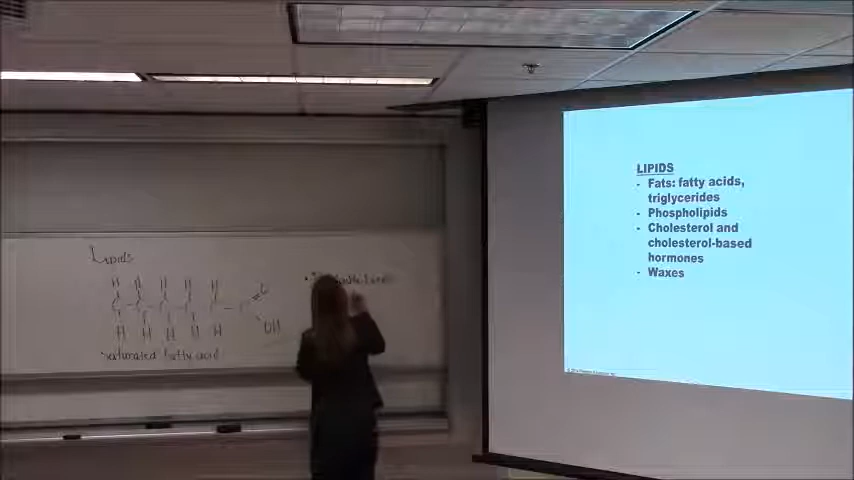 Lipids
H H H H H
C - C - C - C - C - C
OH
H H H H H
•saturated fatty acid
LIPIDS
- Fats: fatty acids,
triglycerides
- Phospholipids
- Cholesterol and
cholesterol-based
hormones
- Waxes